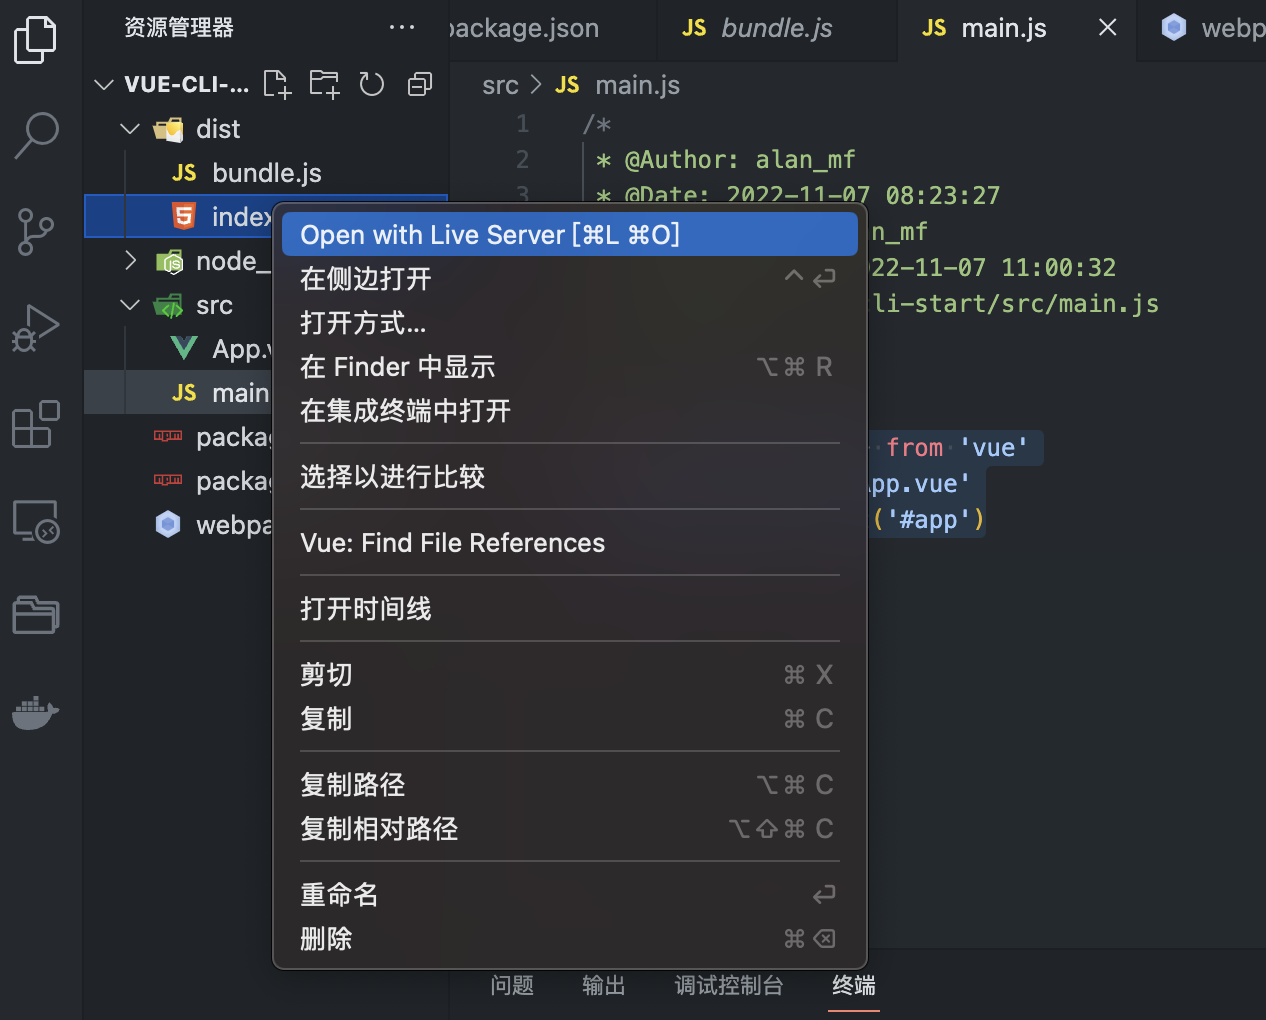 资源管理器 ···
package.json
JS bundle.js
JS main.js
webp
VUE-CLI-...
src > JS main.js
dist
JS bundle.js
index
node_
src
App.v
JS main
packag
packag
webpa
1 /*
2 * @Author: alan_mf
3 * @Date: 2022-11-07 08:23:27
n_mf
22-11-07 11:00:32
li-start/src/main.js
from 'vue'
App.vue'
('#app')
Open with Live Server [⌘L ⌘O]
在侧边打开 ^↩
打开方式...
在 Finder 中显示 ⌥⌘ R
在集成终端中打开
选择以进行比较
Vue: Find File References
打开时间线
剪切 ⌘ X
复制 ⌘ C
复制路径 ⌥⌘ C
复制相对路径 ⌥⇧⌘ C
重命名 ↩
删除 ⌘⌫
问题 输出 调试控制台 终端